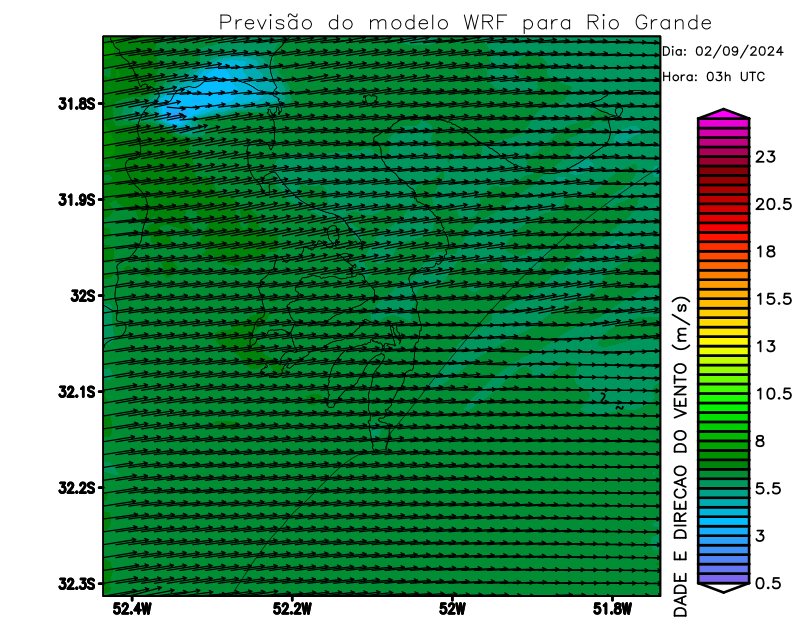 Previsão do modelo WRF para Rio Grande
Dia: 02/09/2024
Hora: 03h UTC
31.8S
31.9S
32S
32.1S
32.2S
32.3S
52.4W
52.2W
52W
51.8W
23
20.5
18
15.5
13
10.5
8
5.5
3
0.5
DADE E DIRECAO DO VENTO (m/s)